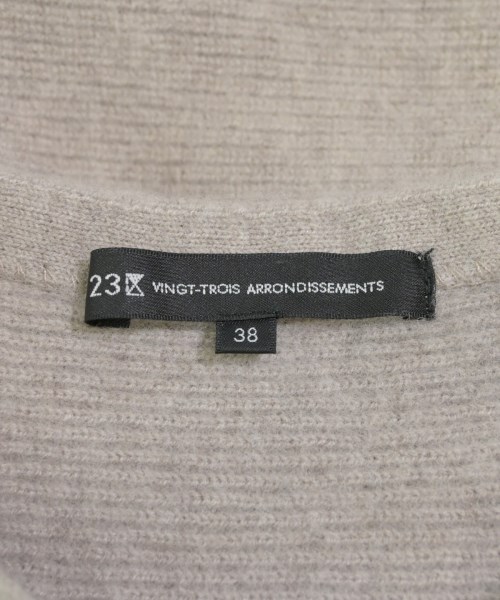 23区 VINGT-TROIS ARRONDISSEMENTS
38